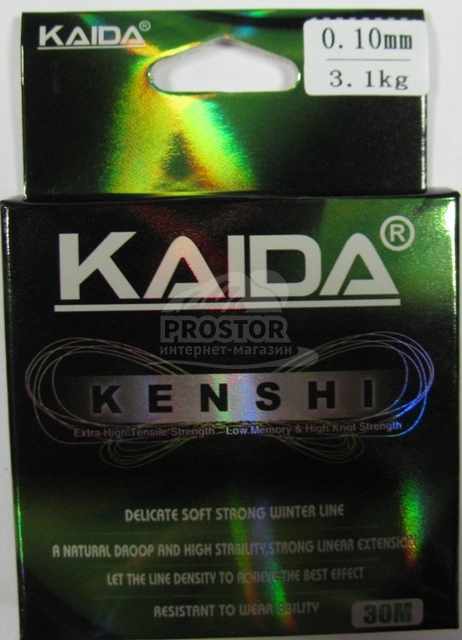 KAIDA®
0.10mm
3.1kg
KAIDA®
PROSTOR
интернет-магазин
KENSHI
Extra High Tensile Strength - Low Memory & High Knot Strength
DELICATE SOFT STRONG WINTER LINE
A NATURAL DROOP AND HIGH STABILITY,STRONG LINEAR EXTENSION
LET THE LINE DENSITY TO ACHIEVE THE BEST EFFECT
RESISTANT TO WEAR ABILITY
30M